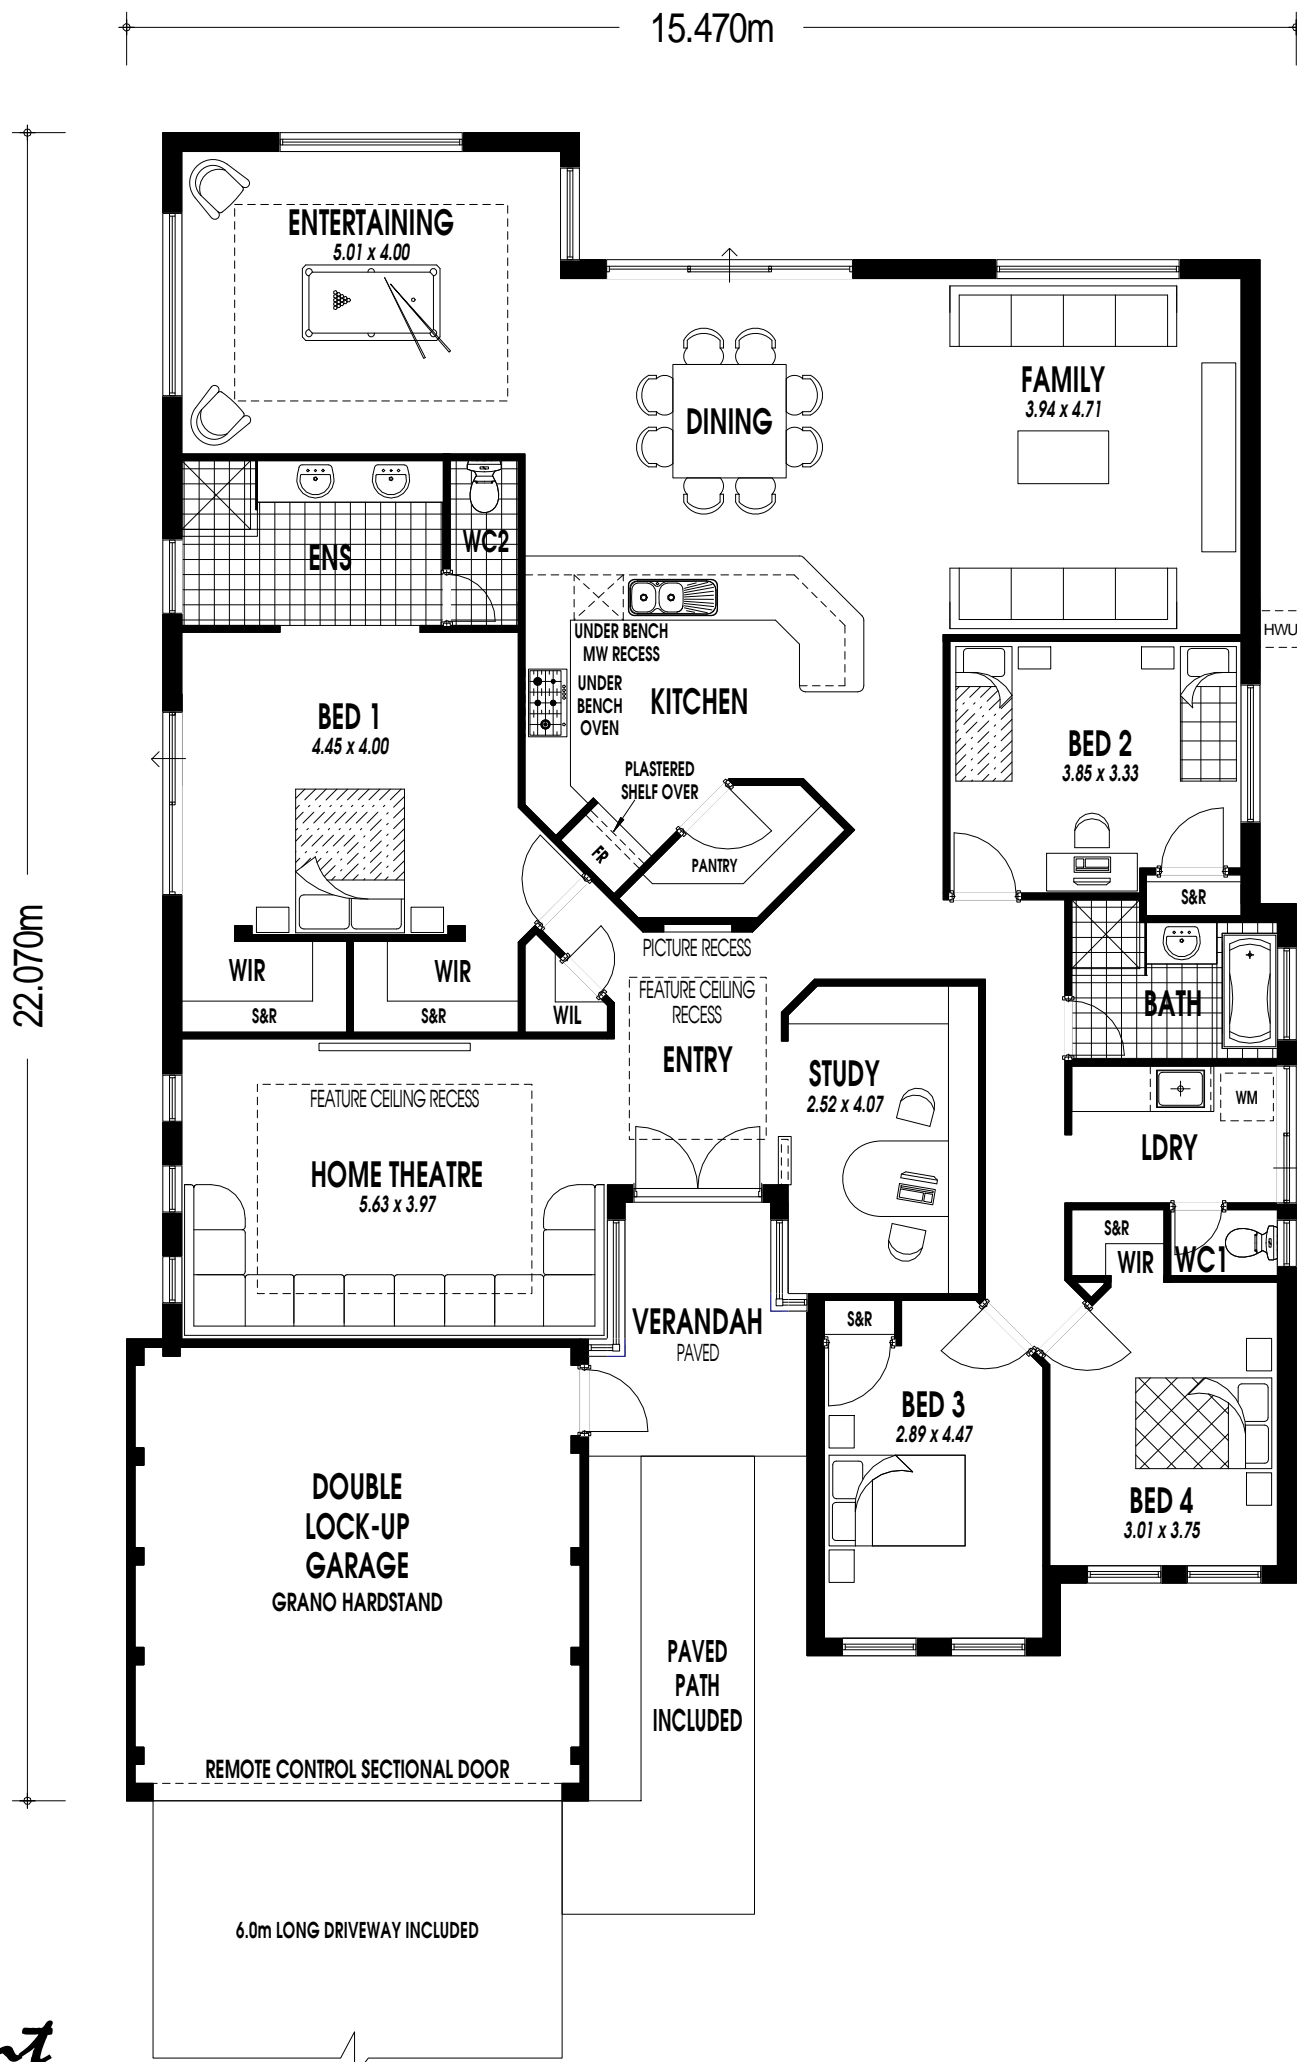 15.470m
22.070m
ENTERTAINING
5.01 x 4.00
DINING
FAMILY
3.94 x 4.71
ENS
WC2
HWU
UNDER BENCH
MW RECESS
UNDER
BENCH
OVEN
KITCHEN
PLASTERED
SHELF OVER
FR
PANTRY
BED 1
4.45 x 4.00
BED 2
3.85 x 3.33
S&R
WIR
S&R
WIR
S&R
WIL
PICTURE RECESS
FEATURE CEILING
RECESS
ENTRY
BATH
STUDY
2.52 x 4.07
WM
LDRY
FEATURE CEILING RECESS
HOME THEATRE
5.63 x 3.97
S&R
WIR
WC1
VERANDAH
PAVED
S&R
BED 3
2.89 x 4.47
BED 4
3.01 x 3.75
DOUBLE
LOCK-UP
GARAGE
GRANO HARDSTAND
PAVED
PATH
INCLUDED
REMOTE CONTROL SECTIONAL DOOR
6.0m LONG DRIVEWAY INCLUDED